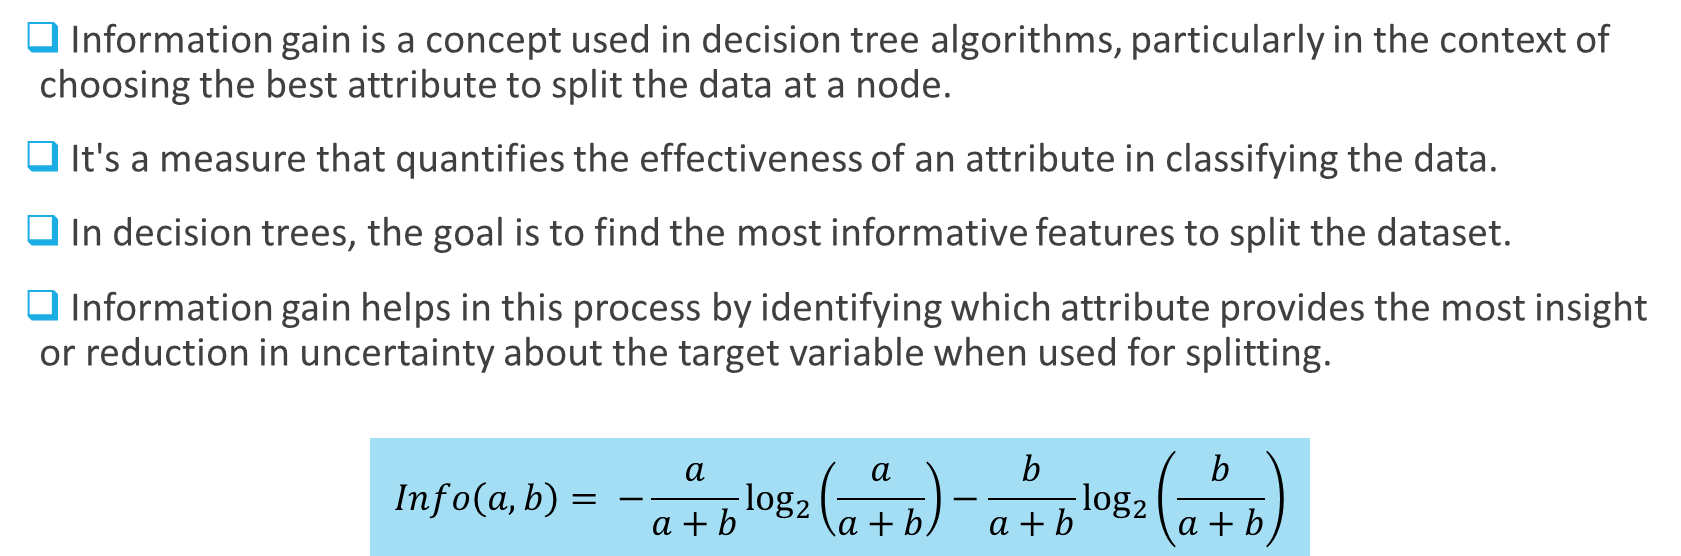 ❑ Information gain is a concept used in decision tree algorithms, particularly in the context of
choosing the best attribute to split the data at a node.
❑ It's a measure that quantifies the effectiveness of an attribute in classifying the data.
❑ In decision trees, the goal is to find the most informative features to split the dataset.
❑ Information gain helps in this process by identifying which attribute provides the most insight
or reduction in uncertainty about the target variable when used for splitting.
Info(a, b) = −a/(a + b) log₂(a/(a + b)) − b/(a + b) log₂(b/(a + b))